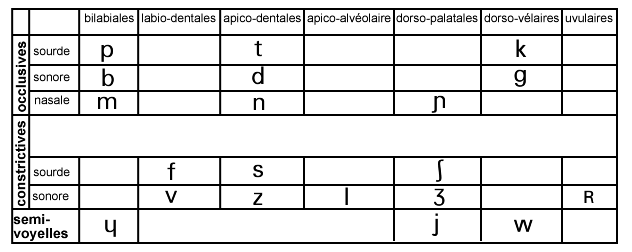 bilabiales labio-dentales apico-dentales apico-alvéolaire dorso-palatales dorso-vélaires uvulaires
occlusives
sourde p t k
sonore b d g
nasale m n ɲ
constrictives
sourde f s ʃ
sonore v z l ʒ R
semi-
voyelles ɥ j w